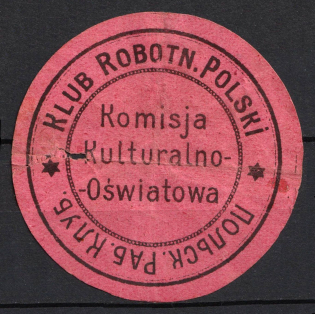 KLUB ROBOTN. POLSKI
Komisja
Kulturalno-
-Oświatowa
Польск. Раб. Клуб.